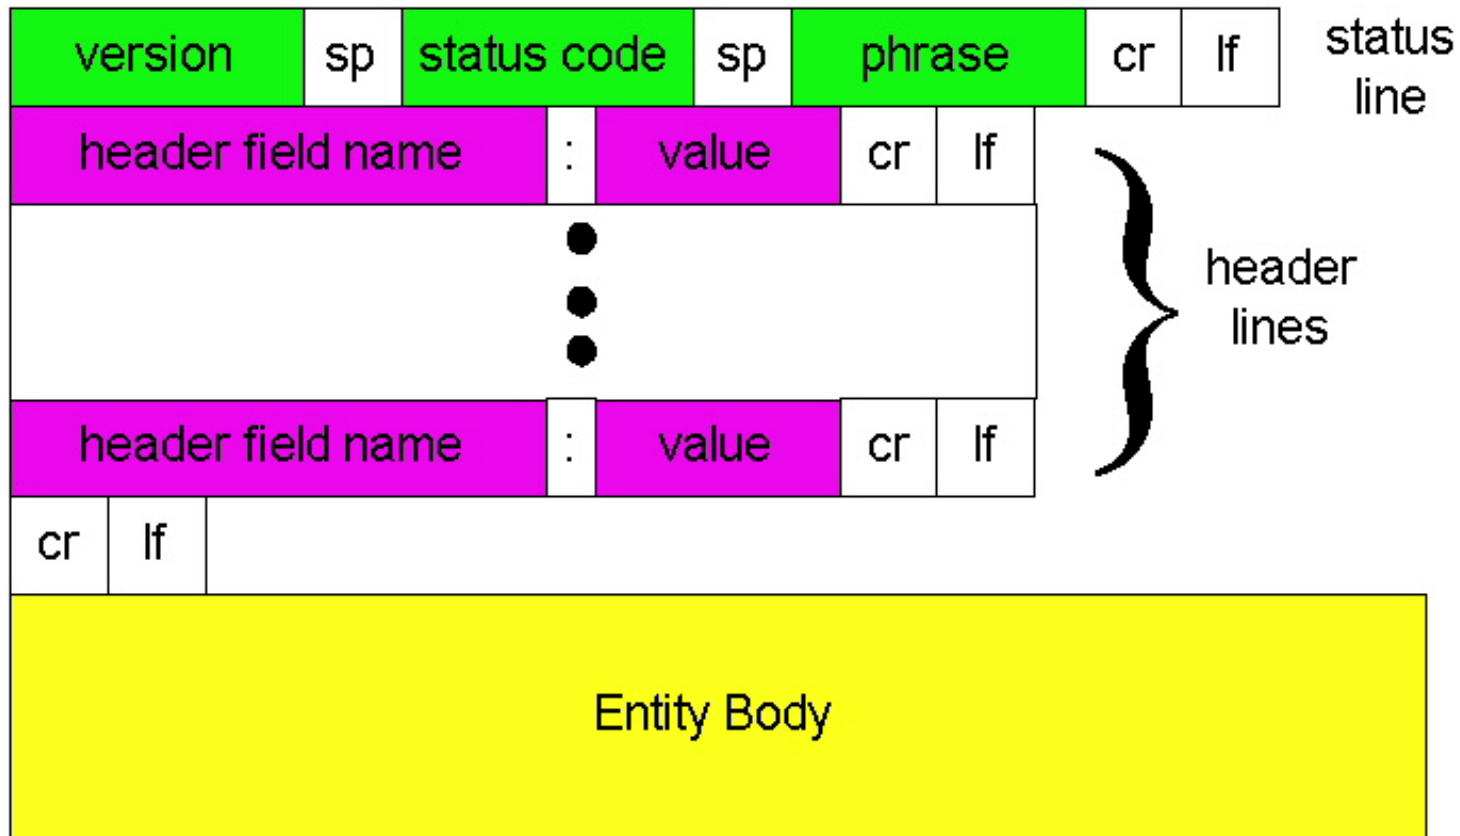 version sp status code sp phrase cr lf
status
line
header field name : value cr lf
header
lines
header field name : value cr lf
cr lf
Entity Body